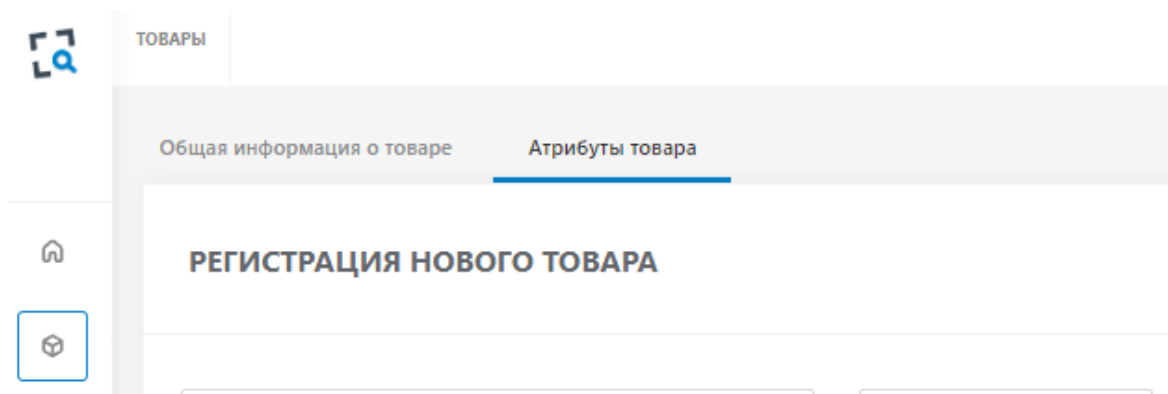 ТОВАРЫ
Общая информация о товаре Атрибуты товара
РЕГИСТРАЦИЯ НОВОГО ТОВАРА